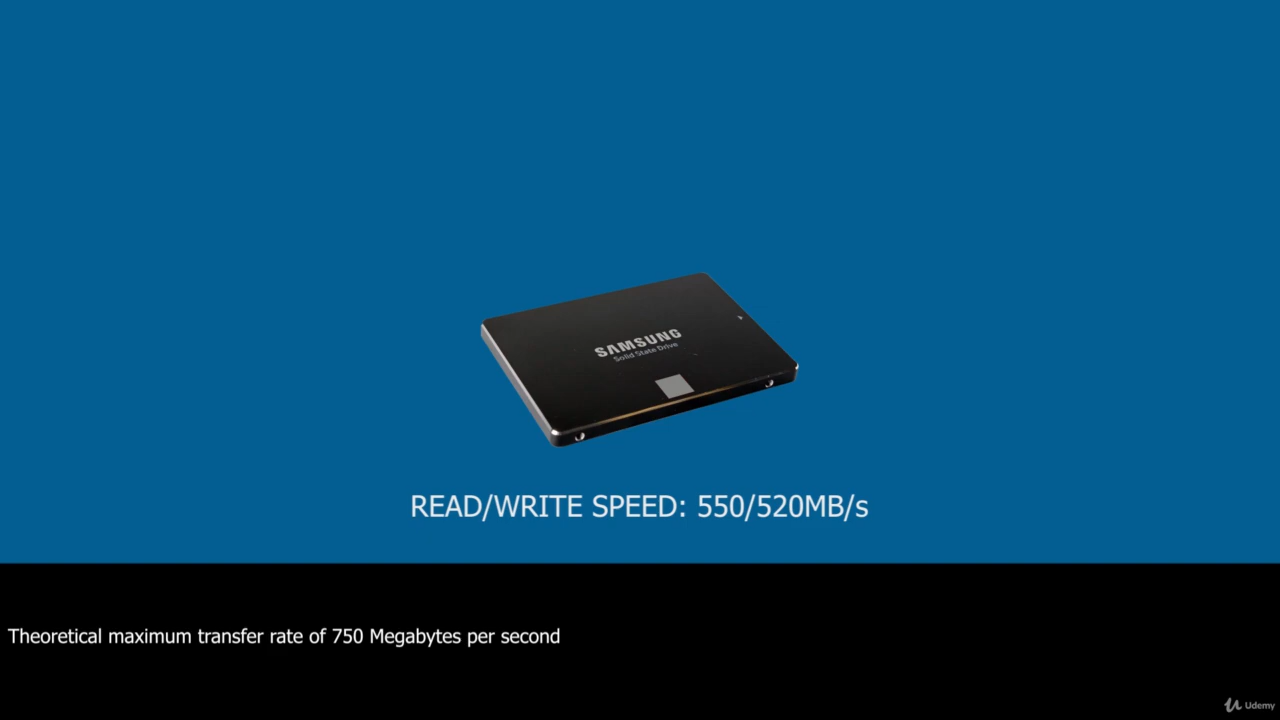 SAMSUNG
Solid State Drive
READ/WRITE SPEED: 550/520MB/s
Theoretical maximum transfer rate of 750 Megabytes per second
Udemy